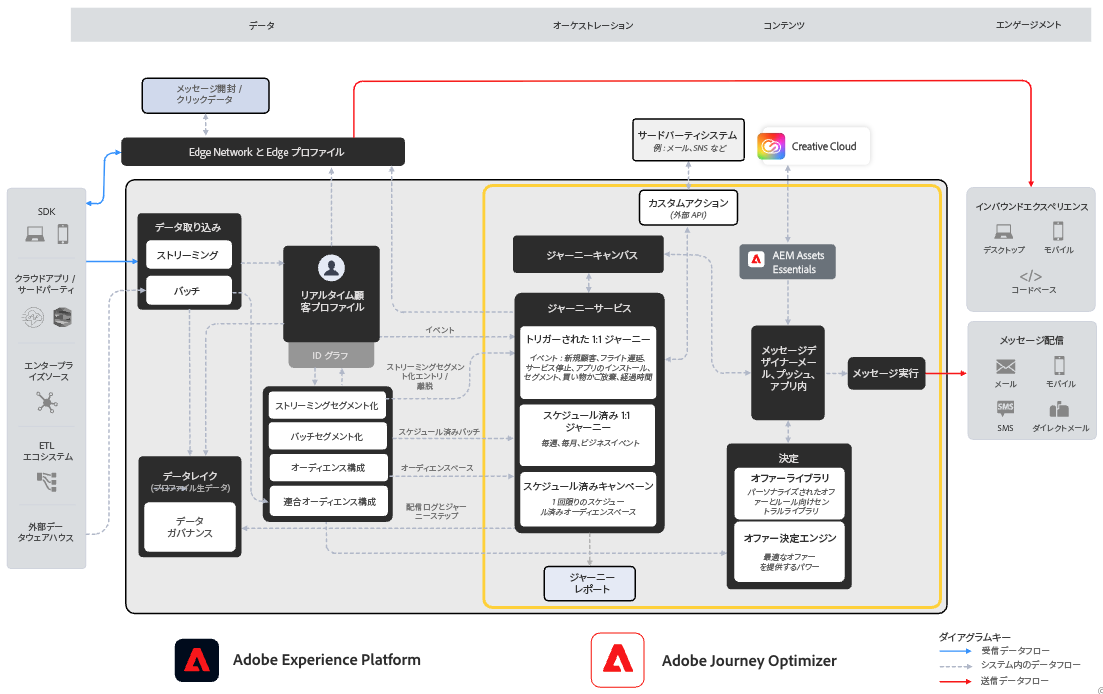 データ
オーケストレーション
コンテンツ
エンゲージメント
メッセージ開封 /
クリックデータ
Edge Network と Edge プロファイル
サードパーティシステム
例 : メール、SNS など
Creative Cloud
SDK
クラウドアプリ /
サードパーティ
エンタープラ
イズソース
ETL
エコシステム
外部デー
タウェアハウス
データ取り込み
ストリーミング
バッチ
リアルタイム顧
客プロファイル
ID グラフ
ストリーミングセグメント化
バッチセグメント化
オーディエンス構成
連合オーディエンス構成
データレイク
(プロファイル生データ)
データ
ガバナンス
イベント
ストリーミングセグメン
ト化エントリ /
離脱
スケジュール済みバッチ
オーディエンスベース
配信ログとジャー
ニーステップ
カスタムアクション
(外部 API)
ジャーニーキャンバス
ジャーニーサービス
トリガーされた 1:1 ジャーニー
イベント : 新規顧客、フライト遅延、
サービス停止、アプリのインストール、
セグメント、買い物かご放棄、経過時間
スケジュール済み 1:1
ジャーニー
毎週、毎月、ビジネスイベント
スケジュール済みキャンペーン
1 回限りのスケジュー
ル済みオーディエンスベース
ジャーニー
レポート
AEM Assets
Essentials
メッセージデ
ザイナーメー
ル、プッシュ、
アプリ内
メッセージ実行
決定
オファーライブラリ
パーソナライズされたオフ
ァーとルール向けセン
トラルライブラリ
オファー決定エンジン
最適なオファー
を提供するパワー
インバウンドエクスペリエンス
デスクトップ
モバイル
</>
コードベース
メッセージ配信
メール
モバイル
SMS
SMS
ダイレクトメール
Adobe Experience Platform
Adobe Journey Optimizer
ダイアグラムキー
受信データフロー
システム内のデータフロー
送信データフロー